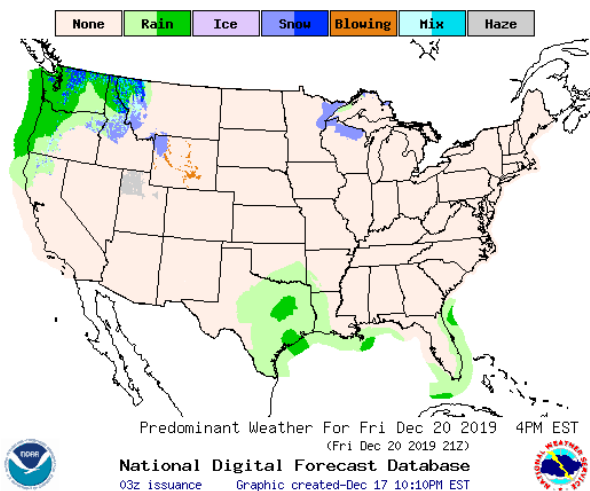 None Rain Ice Snow Blowing Mix Haze
Predominant Weather For Fri Dec 20 2019 4PM EST
(Fri Dec 20 2019 21Z)
National Digital Forecast Database
03z issuance Graphic created-Dec 17 10:10PM EST
NOAA
NATIONAL WEATHER SERVICE